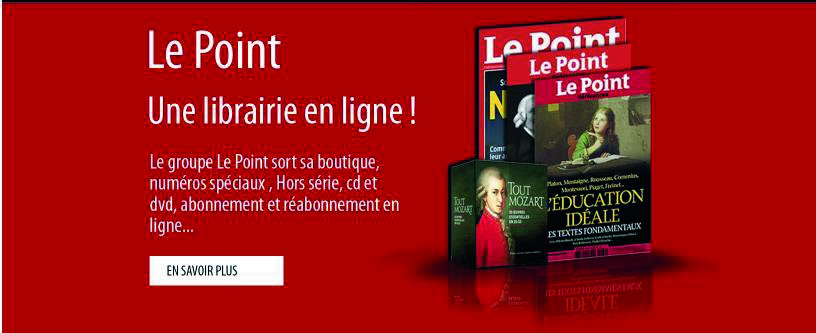 Le Point
Une librairie en ligne !
Le groupe Le Point sort sa boutique,
numéros spéciaux , Hors série, cd et
dvd, abonnement et réabonnement en
ligne...
EN SAVOIR PLUS
Le Point
Le Point
Le Point
N
Platon, Montaigne, Rousseau, Comenius,
Montessori, Piaget, Freinet...
L'ÉDUCATION
IDÉALE
LES TEXTES FONDAMENTAUX
TOUT
MOZART
TOUT
MOZART